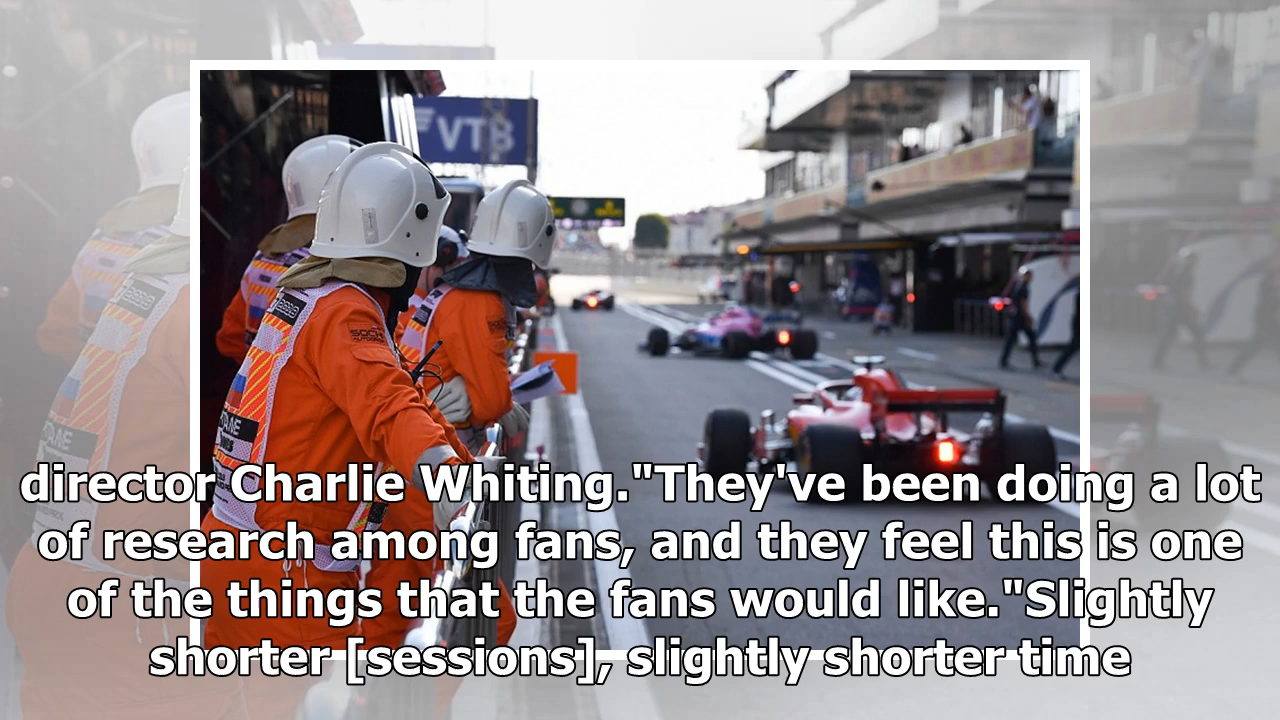 VTB
director Charlie Whiting."They've been doing a lot
of research among fans, and they feel this is one
of the things that the fans would like."Slightly
shorter [sessions], slightly shorter time